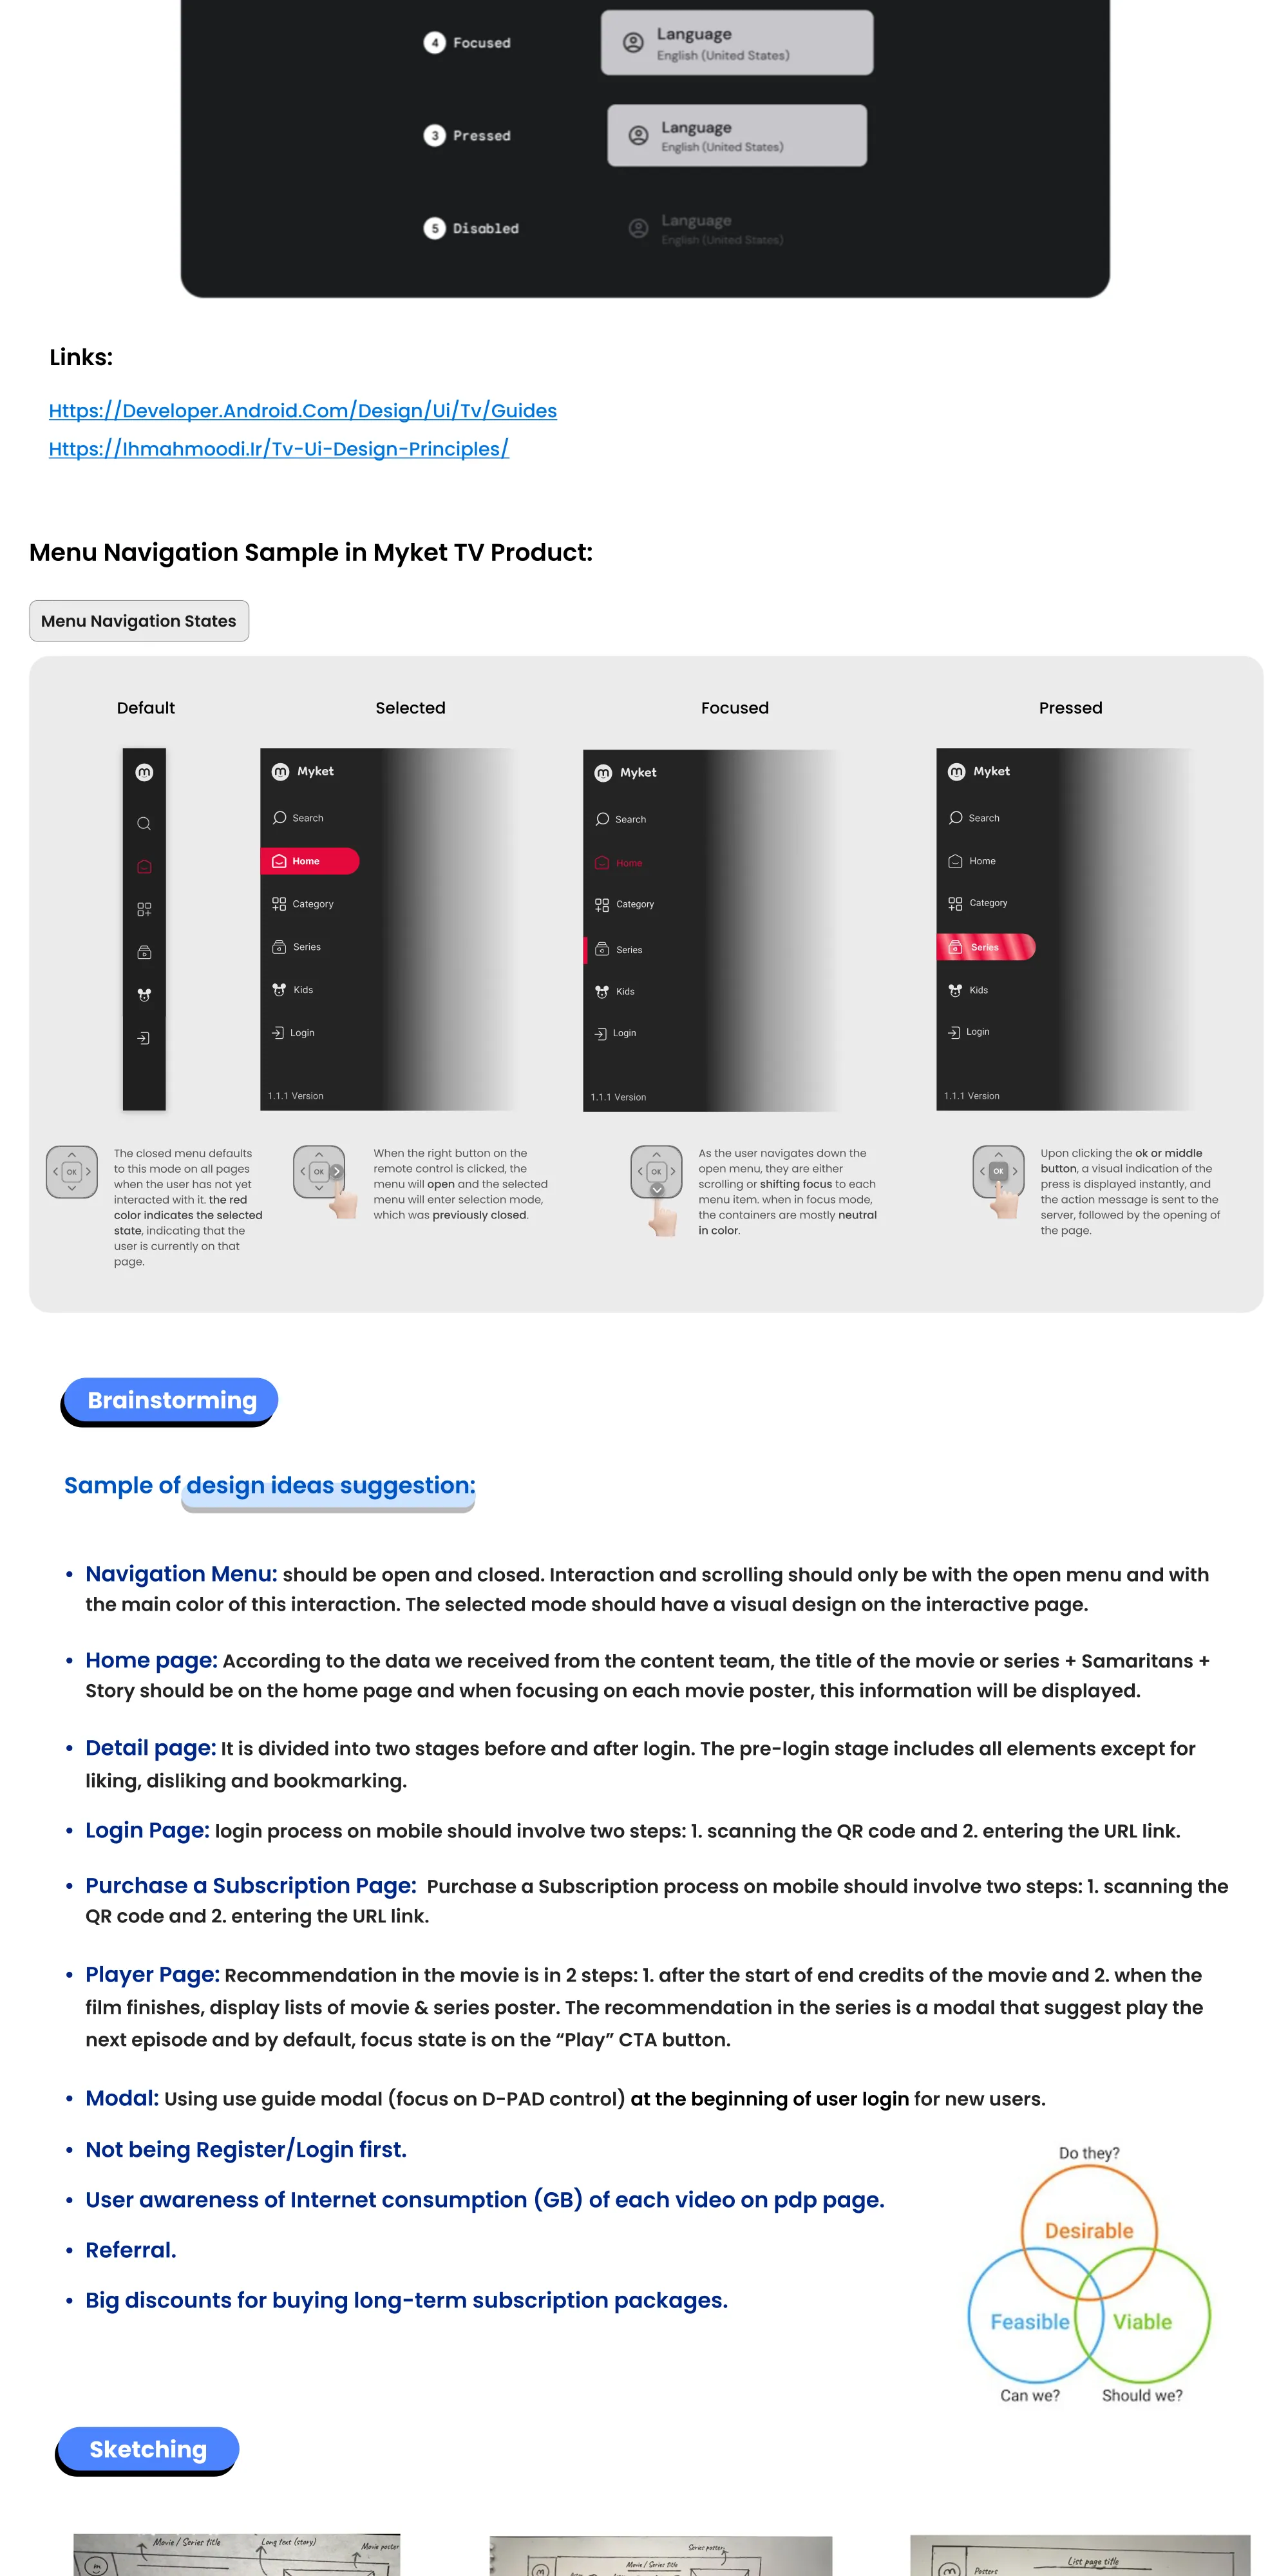 4 Focused
Language
English (United States)
3 Pressed
Language
English (United States)
5 Disabled
Language
English (United States)
Links:
Https://Developer.Android.Com/Design/Ui/Tv/Guides
Https://Ihmahmoodi.Ir/Tv-Ui-Design-Principles/
Menu Navigation Sample in Myket TV Product:
Menu Navigation States
Default
Selected
Focused
Pressed
Myket
Search
Home
Category
Series
Kids
Login
1.1.1 Version
Myket
Search
Home
Category
Series
Kids
Login
1.1.1 Version
Myket
Search
Home
Category
Series
Kids
Login
1.1.1 Version
OK
The closed menu defaults
to this mode on all pages
when the user has not yet
interacted with it. the red
color indicates the selected
state, indicating that the
user is currently on that
page.
OK
When the right button on the
remote control is clicked, the
menu will open and the selected
menu will enter selection mode,
which was previously closed.
OK
As the user navigates down the
open menu, they are either
scrolling or shifting focus to each
menu item. when in focus mode,
the containers are mostly neutral
in color.
OK
Upon clicking the ok or middle
button, a visual indication of the
press is displayed instantly, and
the action message is sent to the
server, followed by the opening of
the page.
Brainstorming
Sample of design ideas suggestion:
• Navigation Menu: should be open and closed. Interaction and scrolling should only be with the open menu and with
the main color of this interaction. The selected mode should have a visual design on the interactive page.
• Home page: According to the data we received from the content team, the title of the movie or series + Samaritans +
Story should be on the home page and when focusing on each movie poster, this information will be displayed.
• Detail page: It is divided into two stages before and after login. The pre-login stage includes all elements except for
liking, disliking and bookmarking.
• Login Page: login process on mobile should involve two steps: 1. scanning the QR code and 2. entering the URL link.
• Purchase a Subscription Page: Purchase a Subscription process on mobile should involve two steps: 1. scanning the
QR code and 2. entering the URL link.
• Player Page: Recommendation in the movie is in 2 steps: 1. after the start of end credits of the movie and 2. when the
film finishes, display lists of movie & series poster. The recommendation in the series is a modal that suggest play the
next episode and by default, focus state is on the “Play” CTA button.
• Modal: Using use guide modal (focus on D-PAD control) at the beginning of user login for new users.
• Not being Register/Login first.
• User awareness of Internet consumption (GB) of each video on pdp page.
• Referral.
• Big discounts for buying long-term subscription packages.
Do they?
Desirable
Feasible
Viable
Can we?
Should we?
Sketching
Movie / Series title
Long text (story)
Movie poster
Series poster
Movie / Series title
List page title
Posters